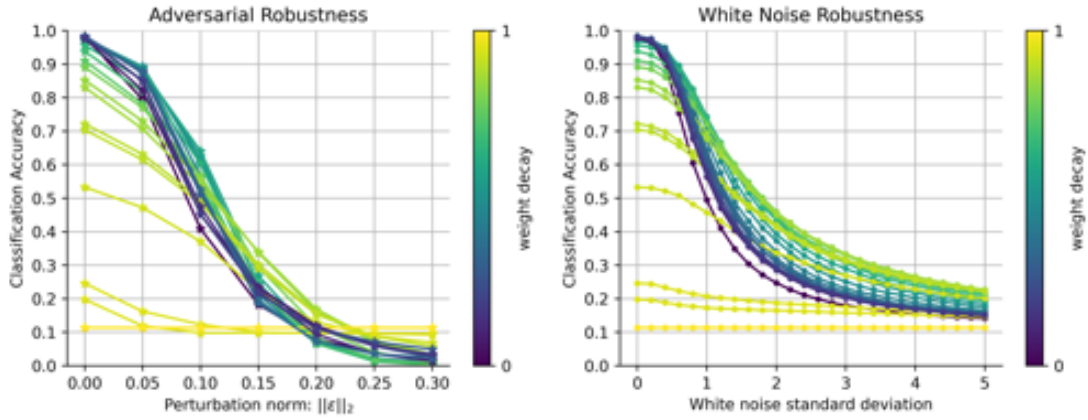 Adversarial Robustness
1.0
0.9
0.8
0.7
0.6
0.5
0.4
0.3
0.2
0.1
0.0
Classification Accuracy
0.00 0.05 0.10 0.15 0.20 0.25 0.30
Perturbation norm: ||ε||₂
1
0
weight decay
White Noise Robustness
1.0
0.9
0.8
0.7
0.6
0.5
0.4
0.3
0.2
0.1
0.0
Classification Accuracy
0 1 2 3 4 5
White noise standard deviation
1
0
weight decay